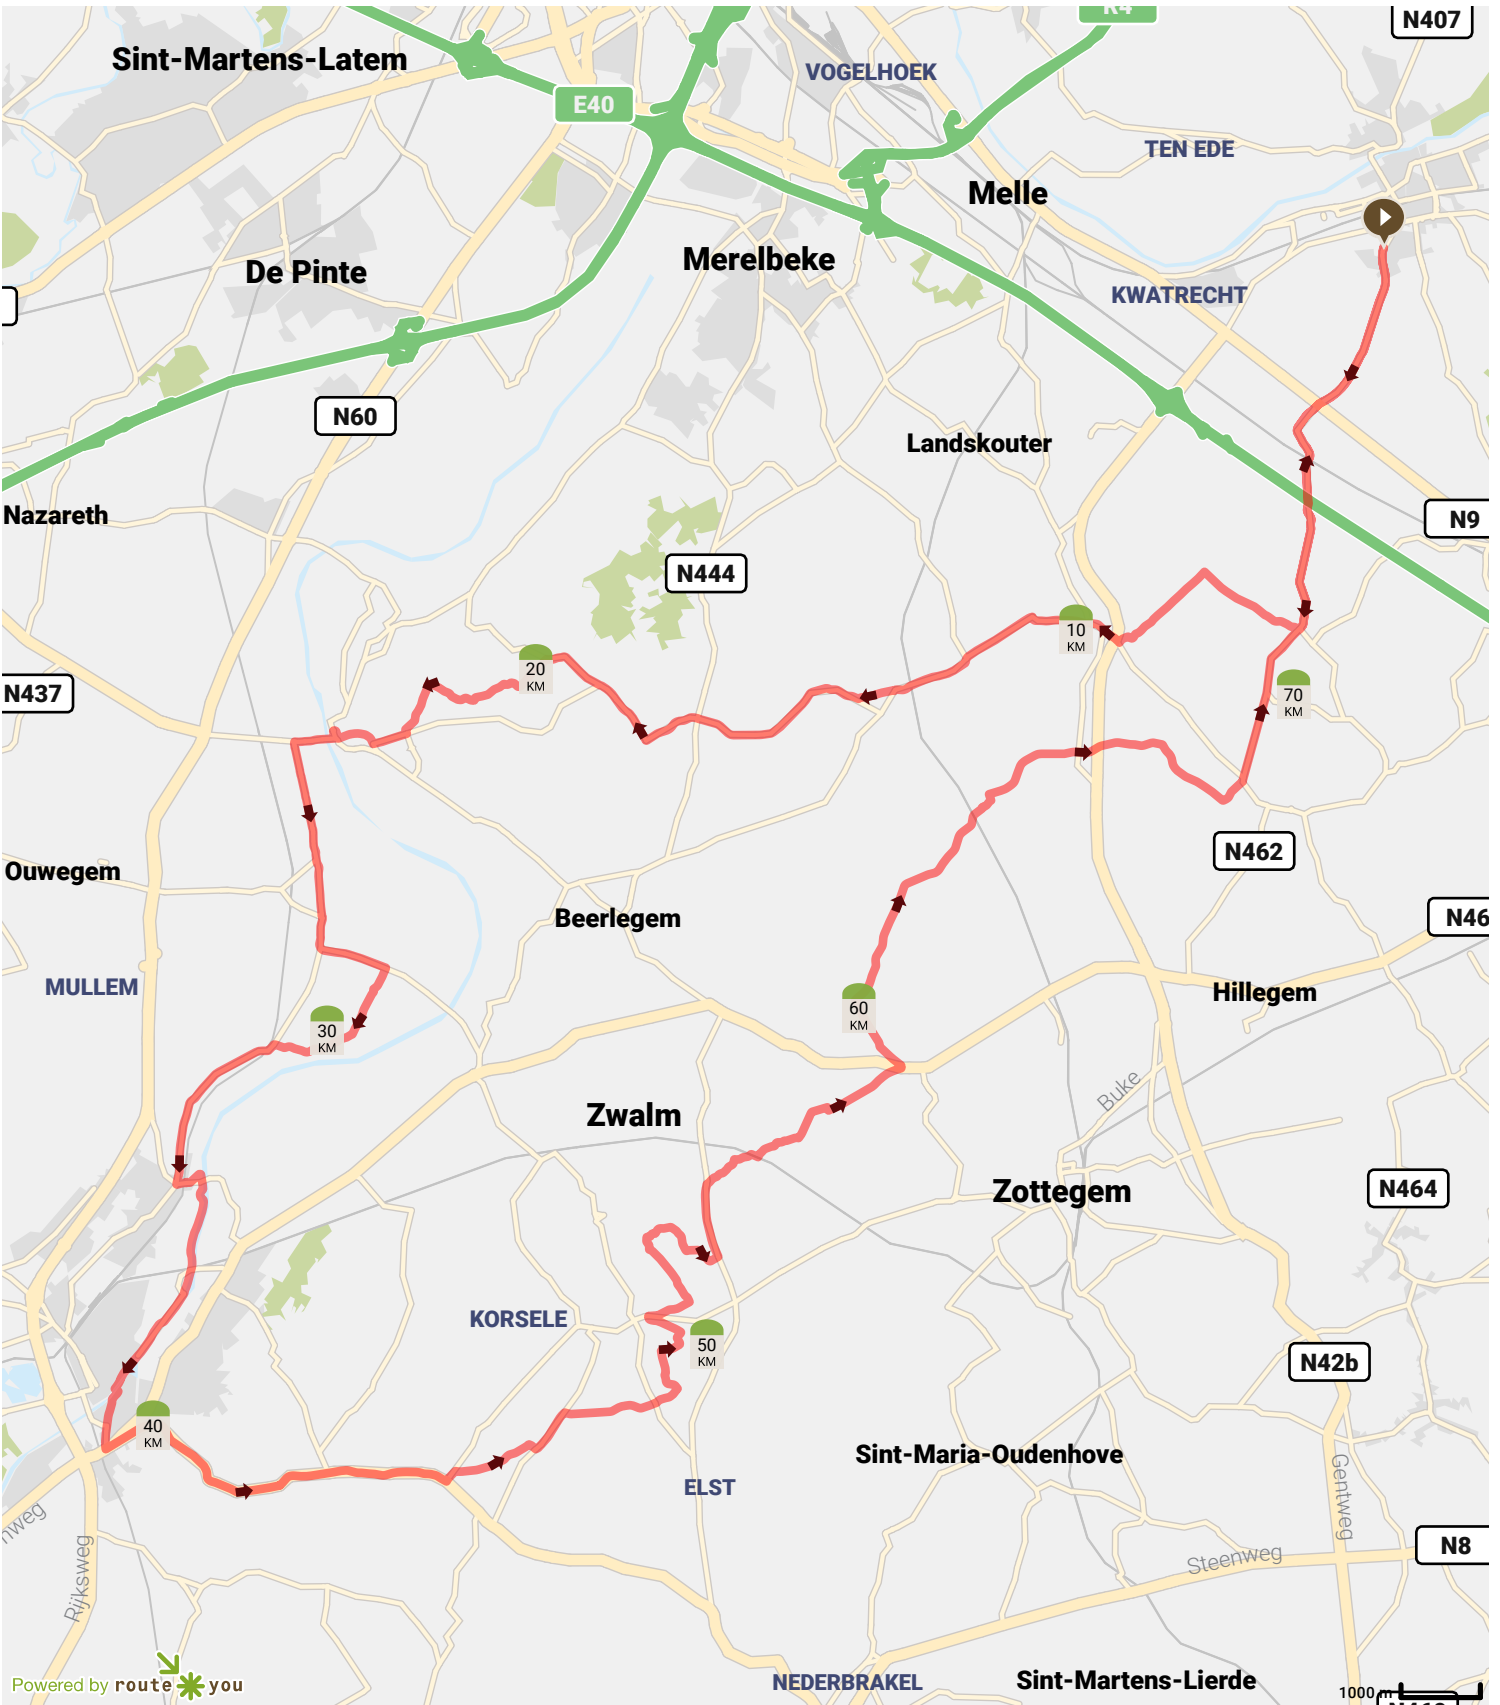 R4
N407
Sint-Martens-Latem
VOGELHOEK
E40
TEN EDE
Melle
Merelbeke
De Pinte
KWATRECHT
N60
Landskouter
Nazareth
N9
N444
10
KM
20
KM
N437
70
KM
N462
Ouwegem
Beerlegem
N46
MULLEM
Hillegem
60
KM
30
KM
Buke
Zwalm
Zottegem
N464
KORSELE
50
KM
N42b
40
KM
Sint-Maria-Oudenhove
ELST
Gentweg
nweg
Rijksweg
N8
Steenweg
Sint-Martens-Lierde
NEDERBRAKEL
Powered by routeyou
1000 m